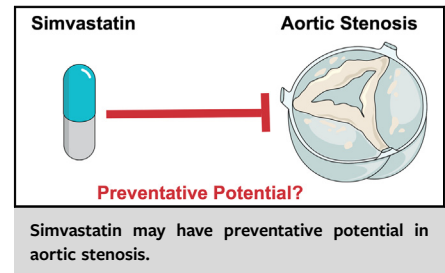 Simvastatin Aortic Stenosis
Preventative Potential?
Simvastatin may have preventative potential in
aortic stenosis.